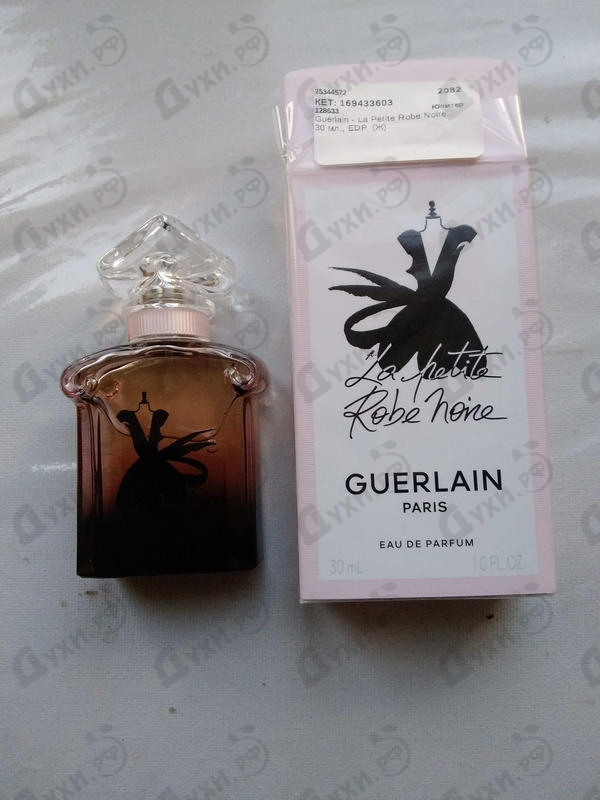 25344572 2082
КЕТ: 169433603 Юпитер
128633
Guerlain - La Petite Robe Noire
30 мл., EDP (Ж)
La petite
Robe Noire
GUERLAIN
PARIS
EAU DE PARFUM
30 mL 1.0 FL.OZ.
Духи.РФ